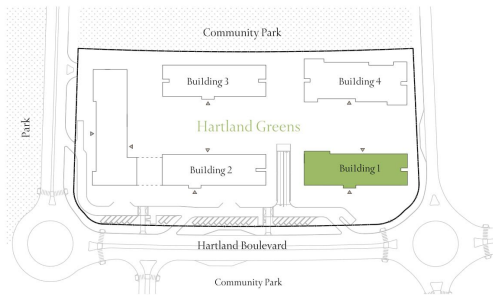 Community Park
Building 3
Building 4
Park
Hartland Greens
Building 2
Building 1
Hartland Boulevard
Community Park